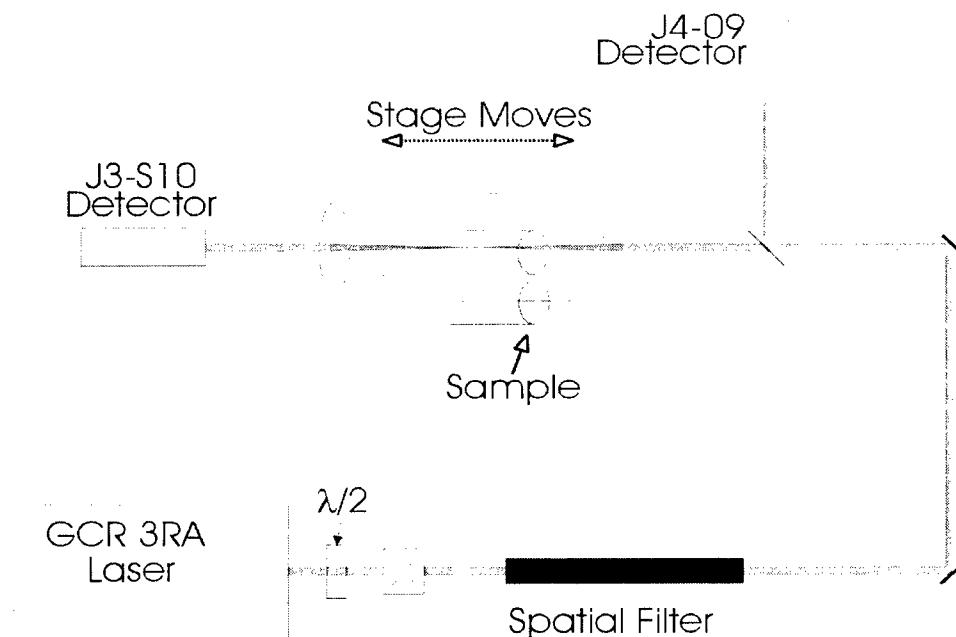 J4-09
Detector
Stage Moves
J3-S10
Detector
Sample
λ/2
GCR 3RA
Laser
Spatial Filter